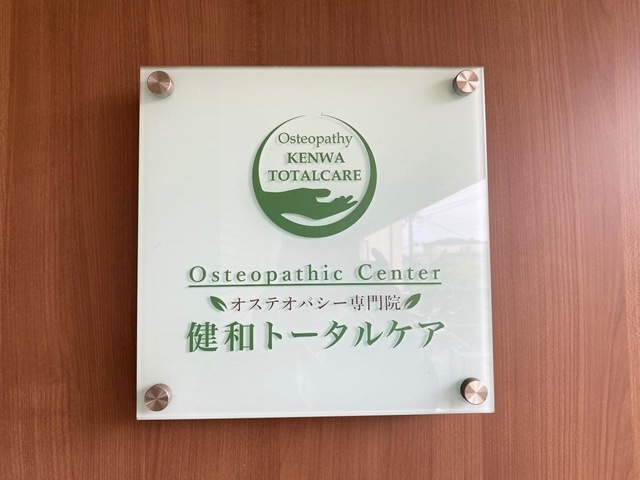 Osteopathy
KENWA
TOTALCARE
Osteopathic Center
オステオパシー専門院
健和トータルケア